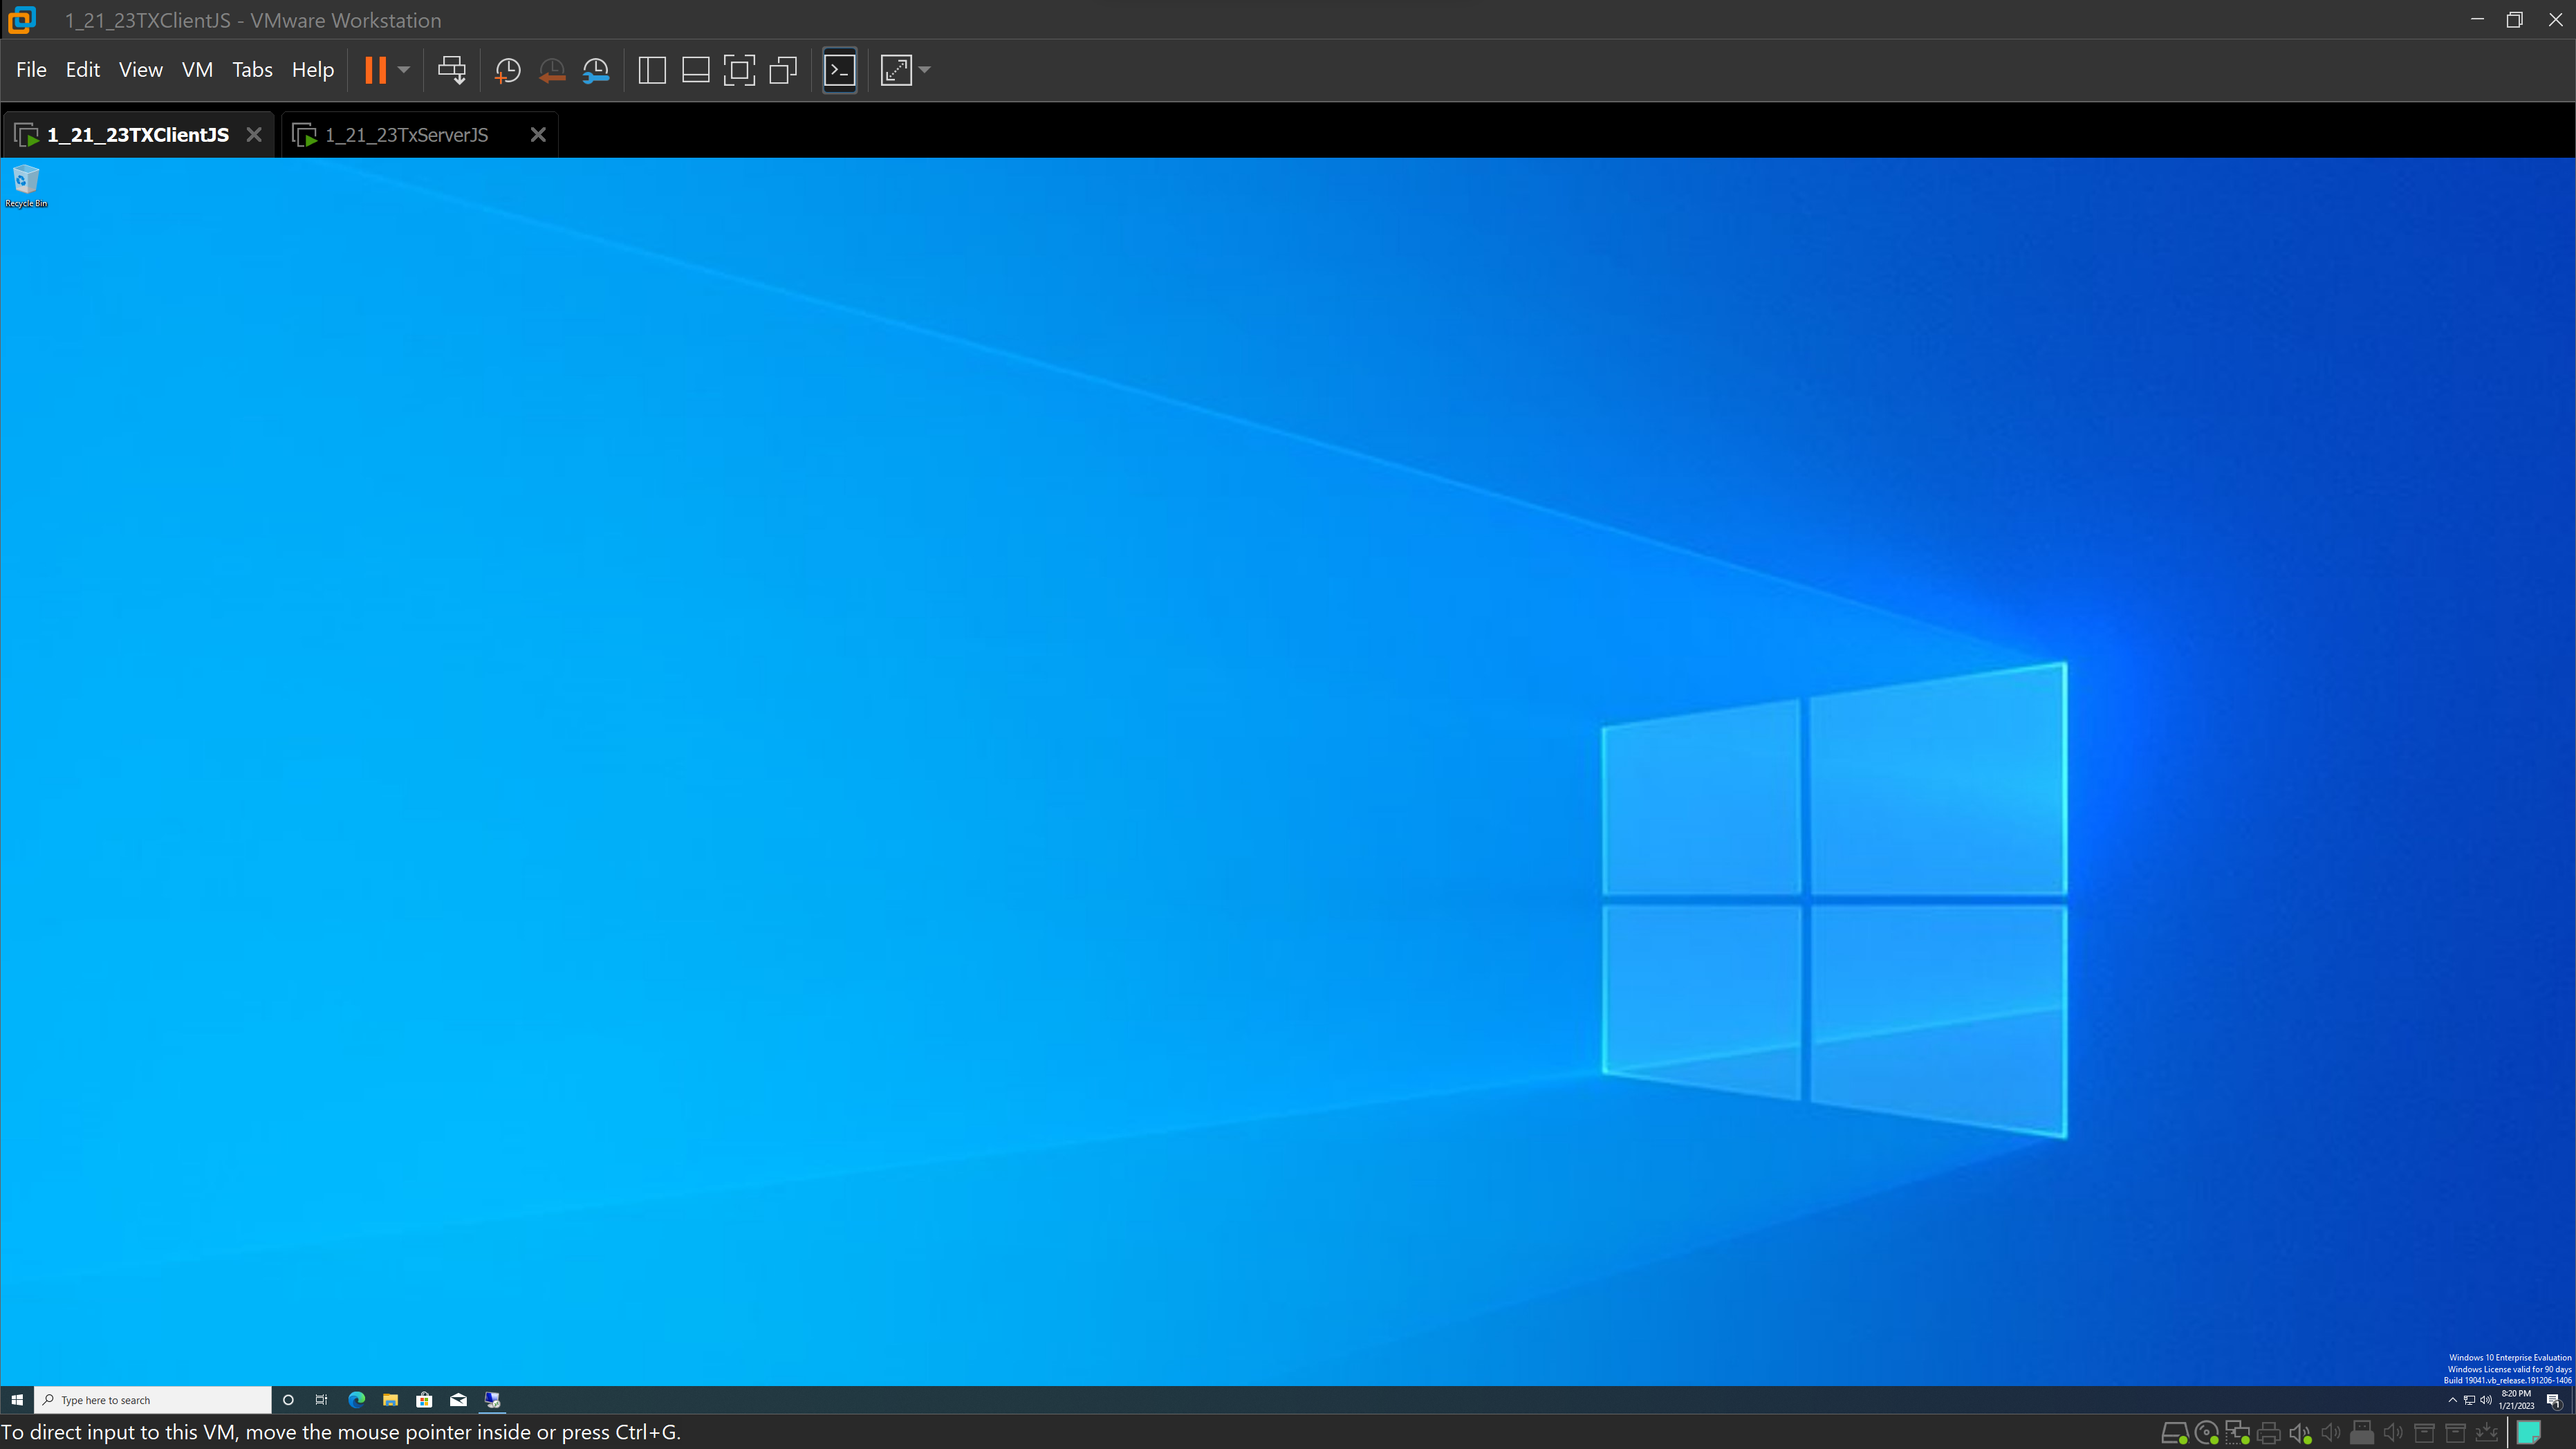 1_21_23TXClientJS - VMware Workstation
File Edit View VM Tabs Help
1_21_23TXClientJS
1_21_23TxServerJS
Recycle Bin
Windows 10 Enterprise Evaluation
Windows License valid for 90 days
Build 19041.vb_release.191206-1406
Type here to search
8:20 PM
1/21/2023
1
To direct input to this VM, move the mouse pointer inside or press Ctrl+G.